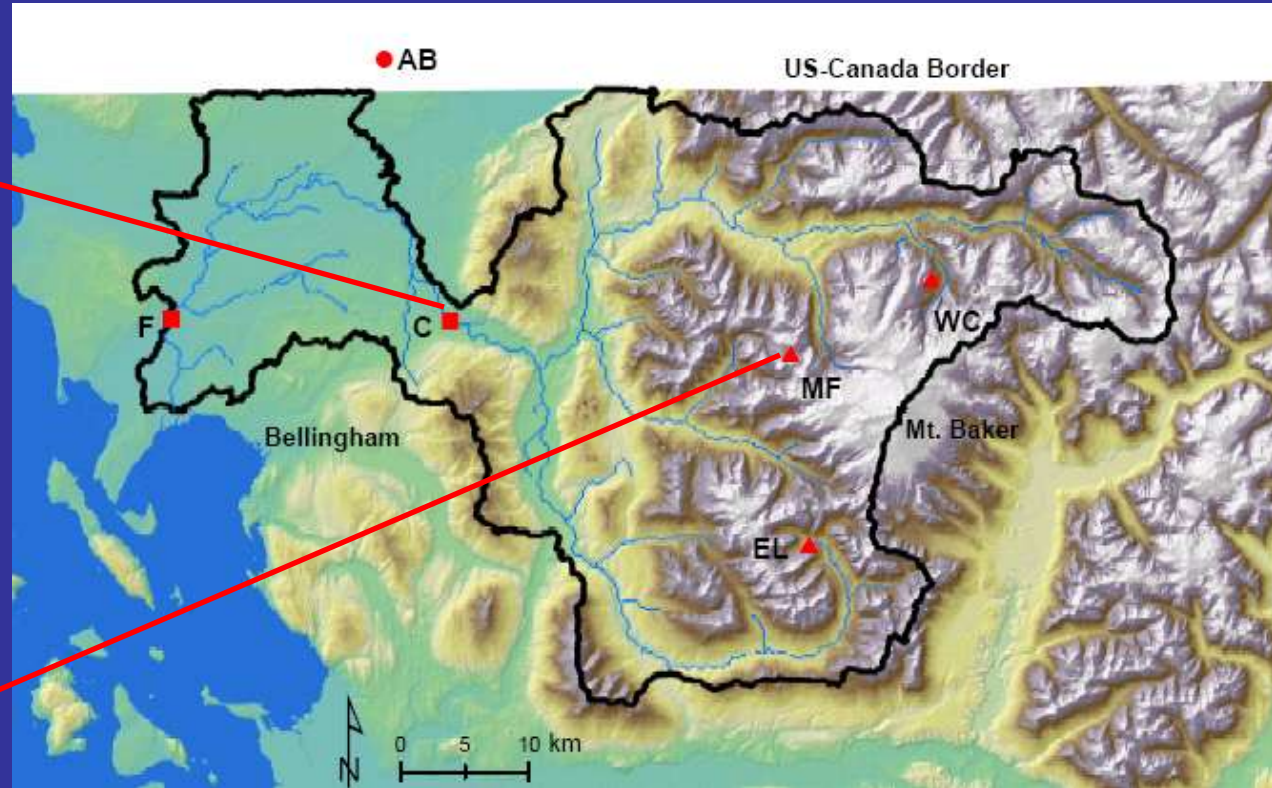 AB
US-Canada Border
F
C
WC
MF
Bellingham
Mt. Baker
EL
N
0 5 10 km